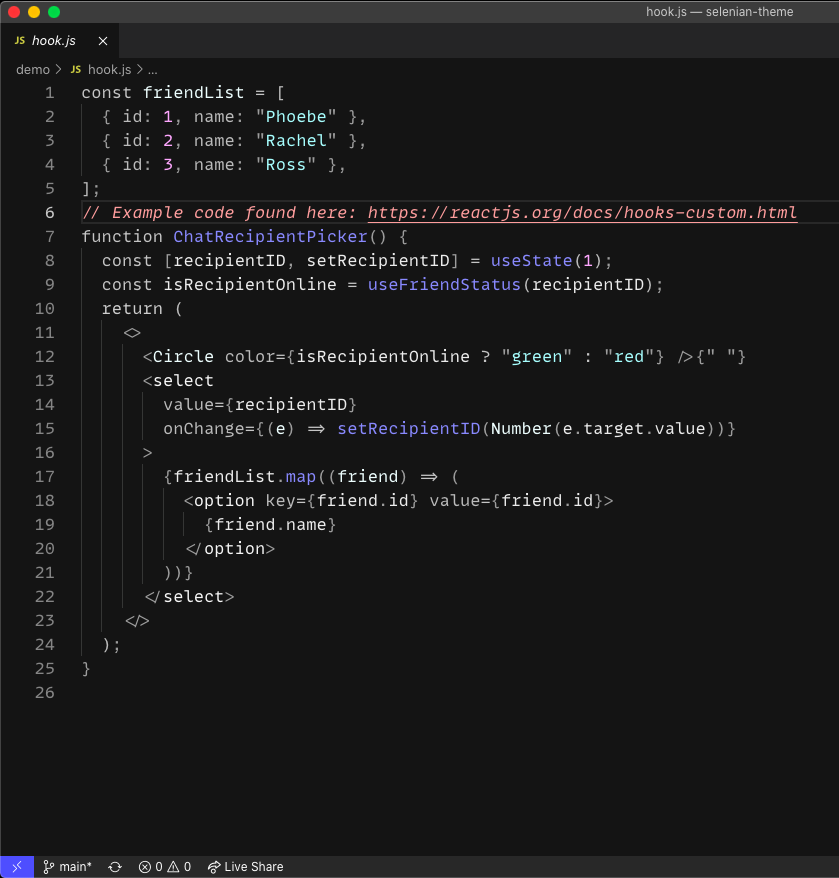 hook.js — selenian-theme
JS hook.js ×
demo > JS hook.js > ...
1 const friendList = [
2   { id: 1, name: "Phoebe" },
3   { id: 2, name: "Rachel" },
4   { id: 3, name: "Ross" },
5 ];
6 // Example code found here: https://reactjs.org/docs/hooks-custom.html
7 function ChatRecipientPicker() {
8   const [recipientID, setRecipientID] = useState(1);
9   const isRecipientOnline = useFriendStatus(recipientID);
10   return (
11     <>
12       <Circle color={isRecipientOnline ? "green" : "red"} />{" "}
13       <select
14         value={recipientID}
15         onChange={(e) => setRecipientID(Number(e.target.value))}
16       >
17         {friendList.map((friend) => (
18           <option key={friend.id} value={friend.id}>
19             {friend.name}
20           </option>
21         ))}
22       </select>
23     </>
24   );
25 }
26
main* 0 0 Live Share